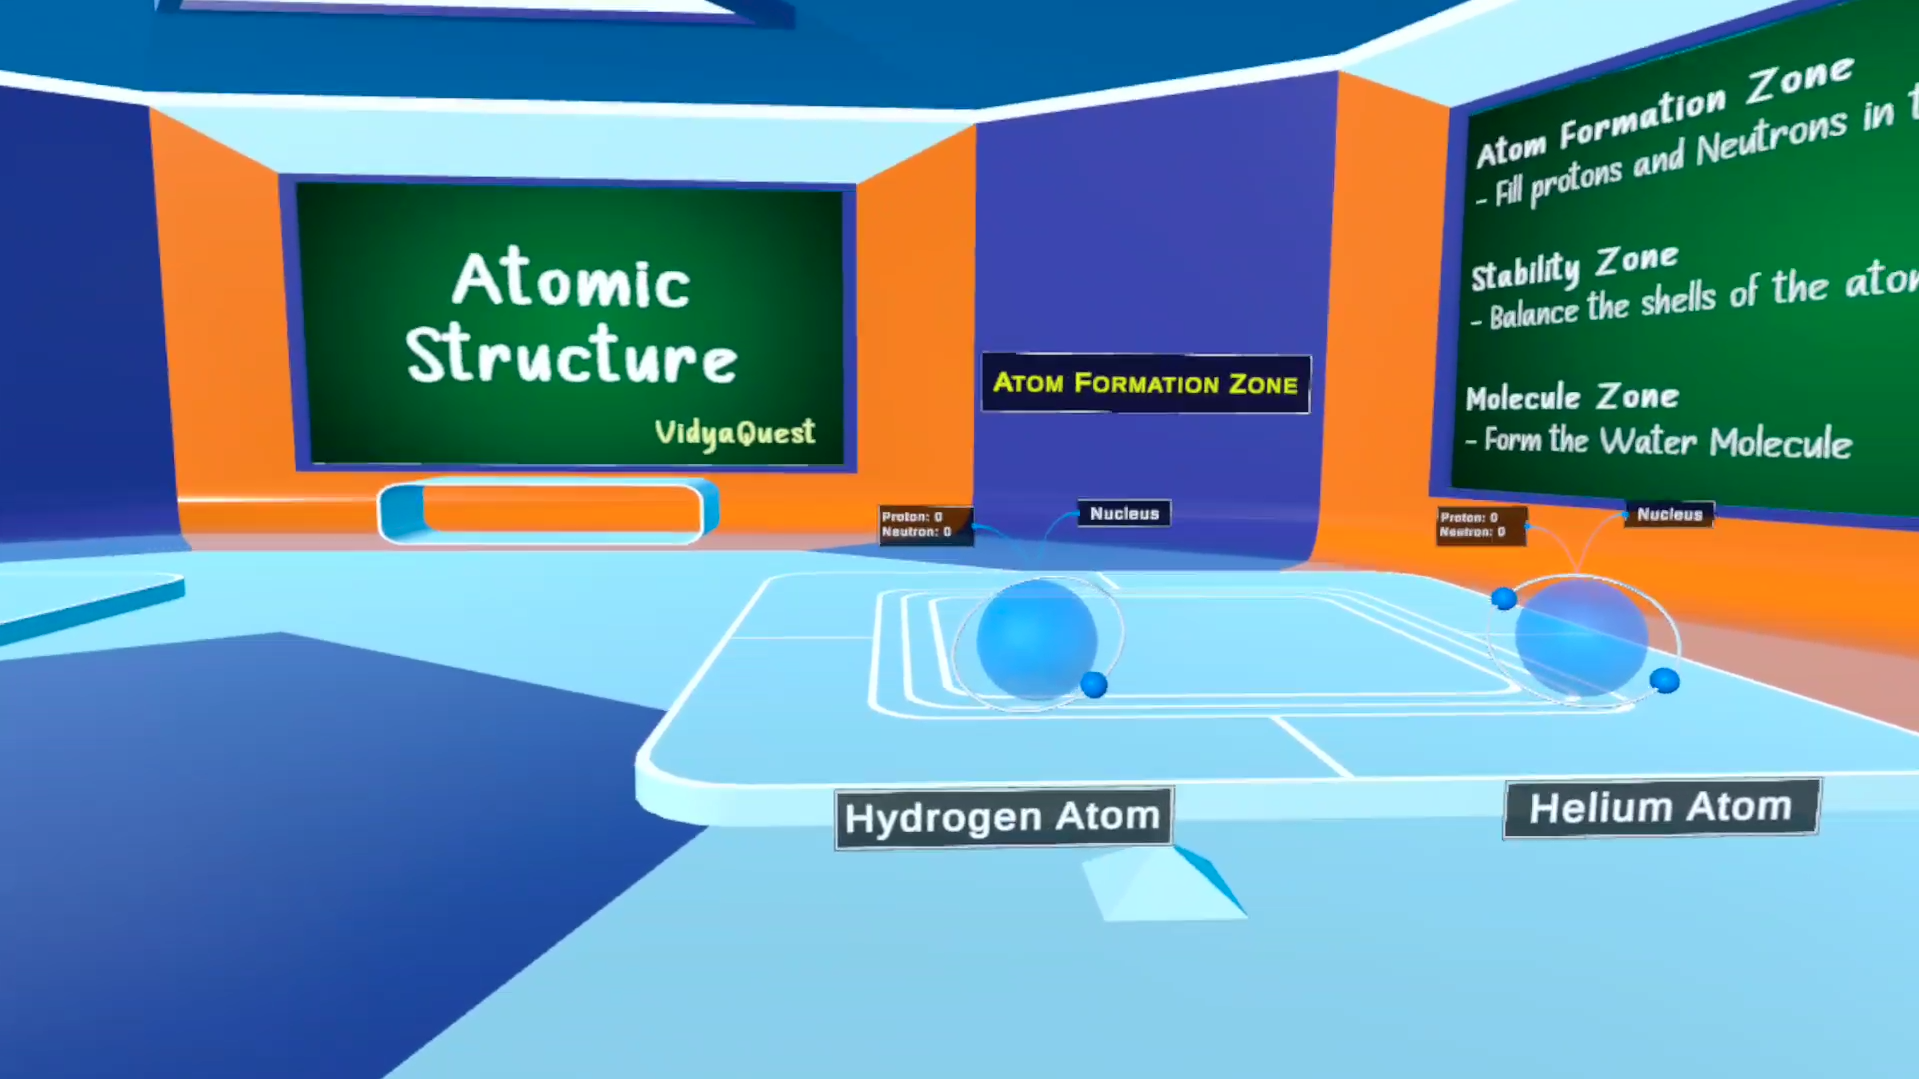 Atomic
Structure
VidyaQuest
ATOM FORMATION ZONE
Atom Formation Zone
- Fill protons and Neutrons in
Stability Zone
- Balance the shells of the
Molecule Zone
- Form the Water Molecule
Proton: 0
Neutron: 0
Nucleus
Proton: 0
Neutron: 0
Nucleus
Hydrogen Atom
Helium Atom